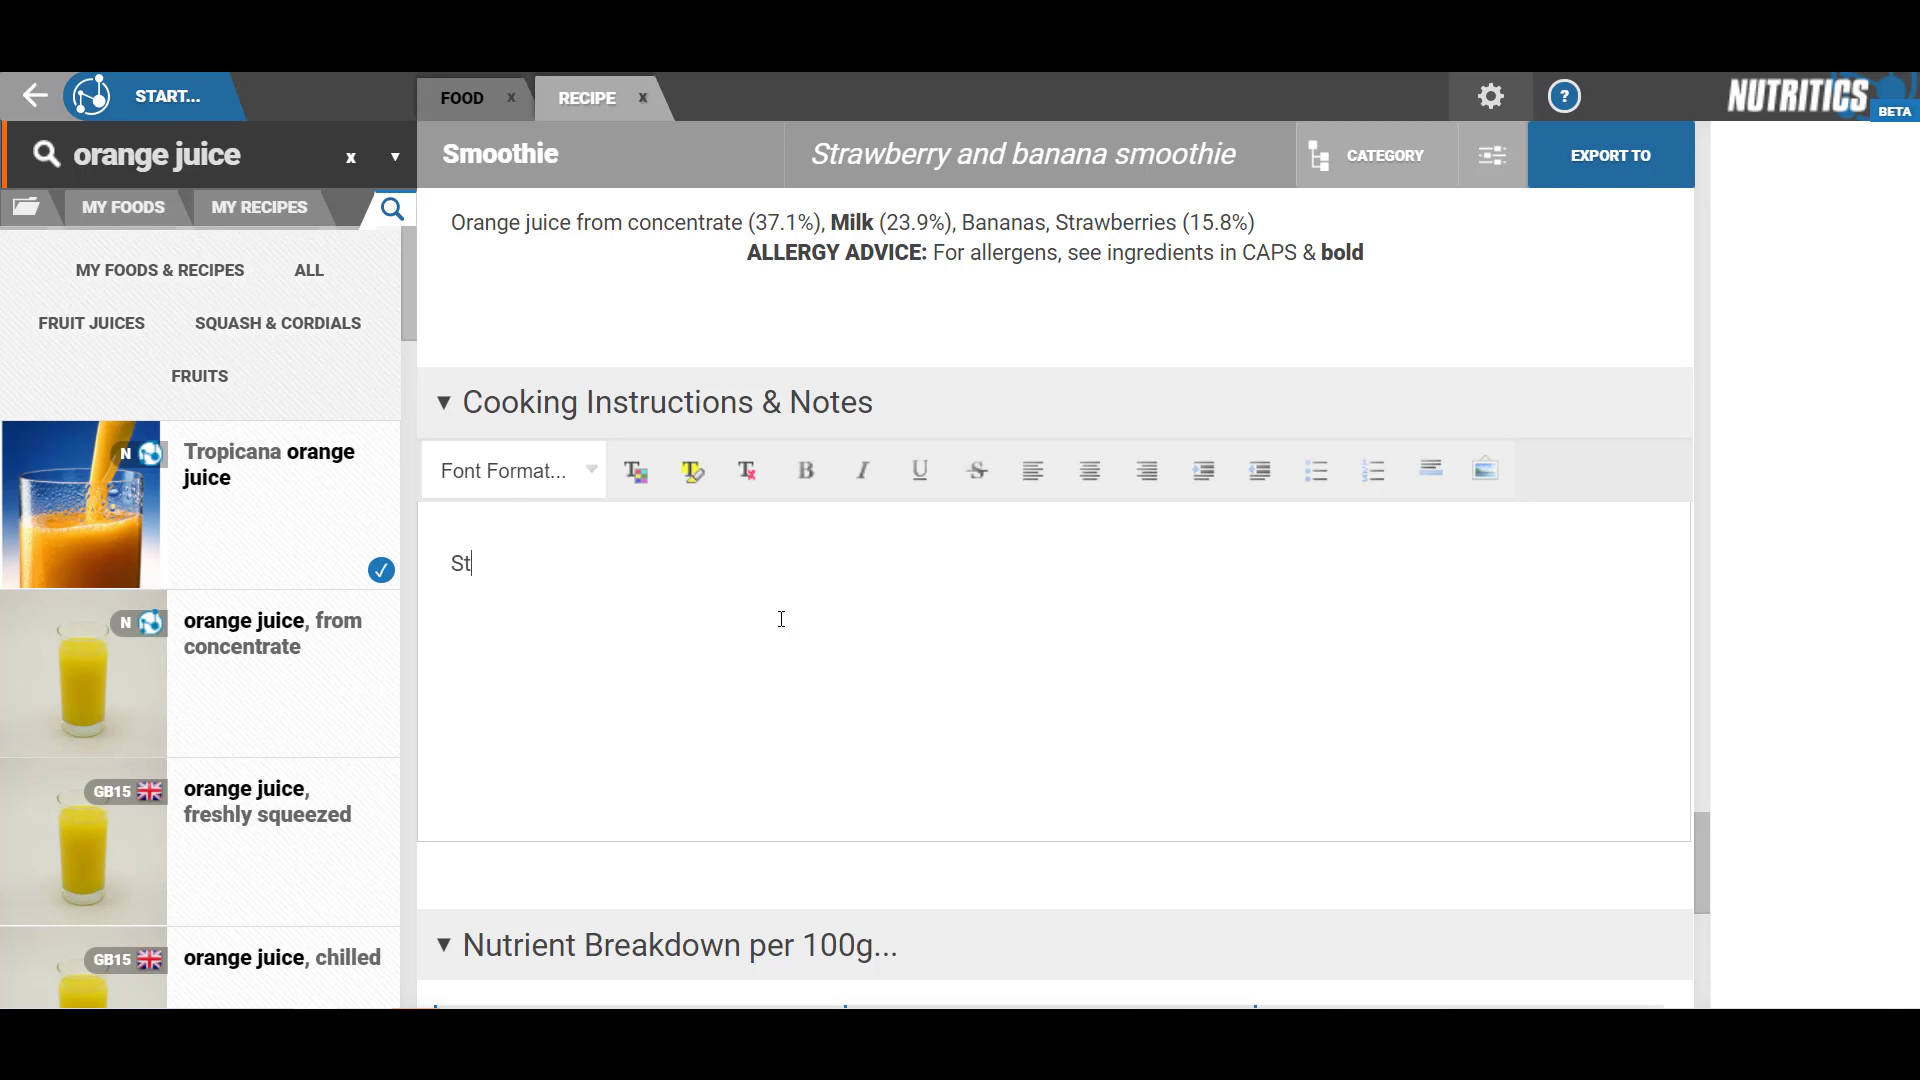 START...
FOOD x
RECIPE x
?
NUTRITICS
BETA
orange juice x
Smoothie
Strawberry and banana smoothie
CATEGORY
EXPORT TO
MY FOODS
MY RECIPES
MY FOODS & RECIPES
ALL
FRUIT JUICES
SQUASH & CORDIALS
FRUITS
N
Tropicana orange
juice
N
orange juice, from
concentrate
GB15
orange juice,
freshly squeezed
GB15
orange juice, chilled
Orange juice from concentrate (37.1%), Milk (23.9%), Bananas, Strawberries (15.8%)
ALLERGY ADVICE: For allergens, see ingredients in CAPS & bold
Cooking Instructions & Notes
Font Format...
B I U S
St
Nutrient Breakdown per 100g...